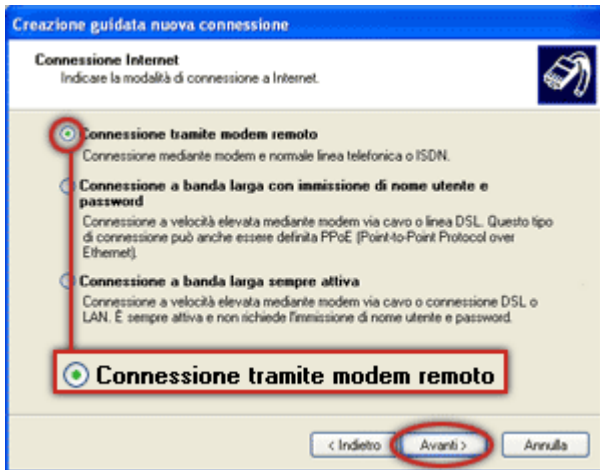 Creazione guidata nuova connessione
Connessione Internet
Indicare la modalità di connessione a Internet.
Connessione tramite modem remoto
Connessione mediante modem e normale linea telefonica o ISDN.
Connessione a banda larga con immissione di nome utente e
password
Connessione a velocità elevata mediante modem via cavo o linea DSL. Questo tipo
di connessione può anche essere definita PPoE (Point-to-Point Protocol over
Ethernet).
Connessione a banda larga sempre attiva
Connessione a velocità elevata mediante modem via cavo o connessione DSL o
LAN. È sempre attiva e non richiede l'immissione di nome utente e password.
Connessione tramite modem remoto
< Indietro Avanti > Annulla